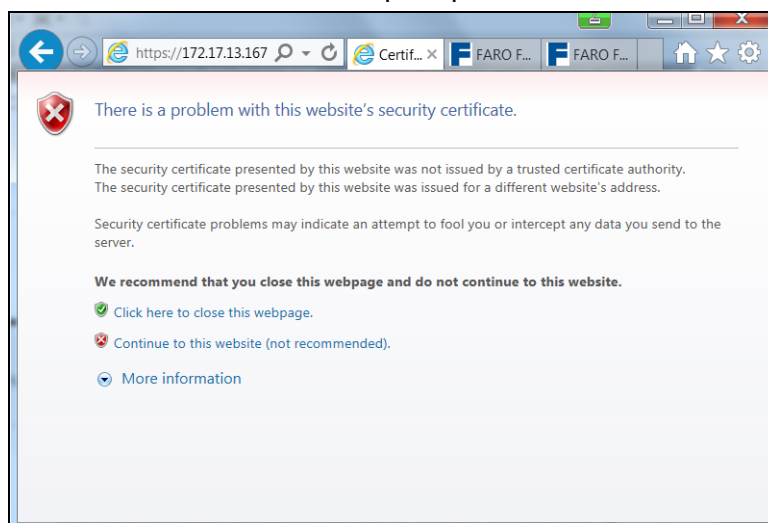 https://172.17.13.167 Certif... FARO F... FARO F...
There is a problem with this website's security certificate.
The security certificate presented by this website was not issued by a trusted certificate authority.
The security certificate presented by this website was issued for a different website's address.
Security certificate problems may indicate an attempt to fool you or intercept any data you send to the
server.
We recommend that you close this webpage and do not continue to this website.
Click here to close this webpage.
Continue to this website (not recommended).
More information